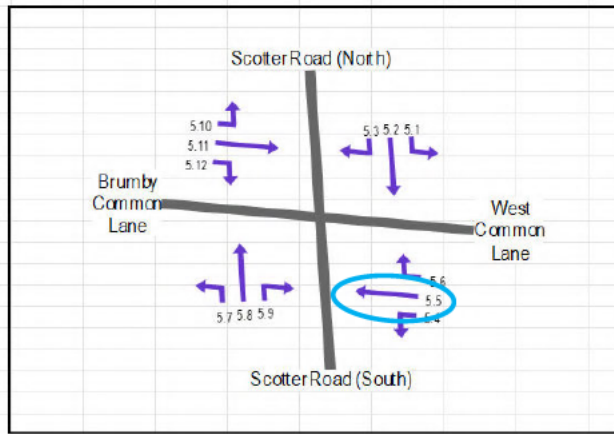 Scotter Road (North)
5.10
5.11
5.12
5.3 5.2 5.1
Brumby
Common
Lane
West
Common
Lane
5.6
5.5
5.4
5.7 5.8 5.9
Scotter Road (South)